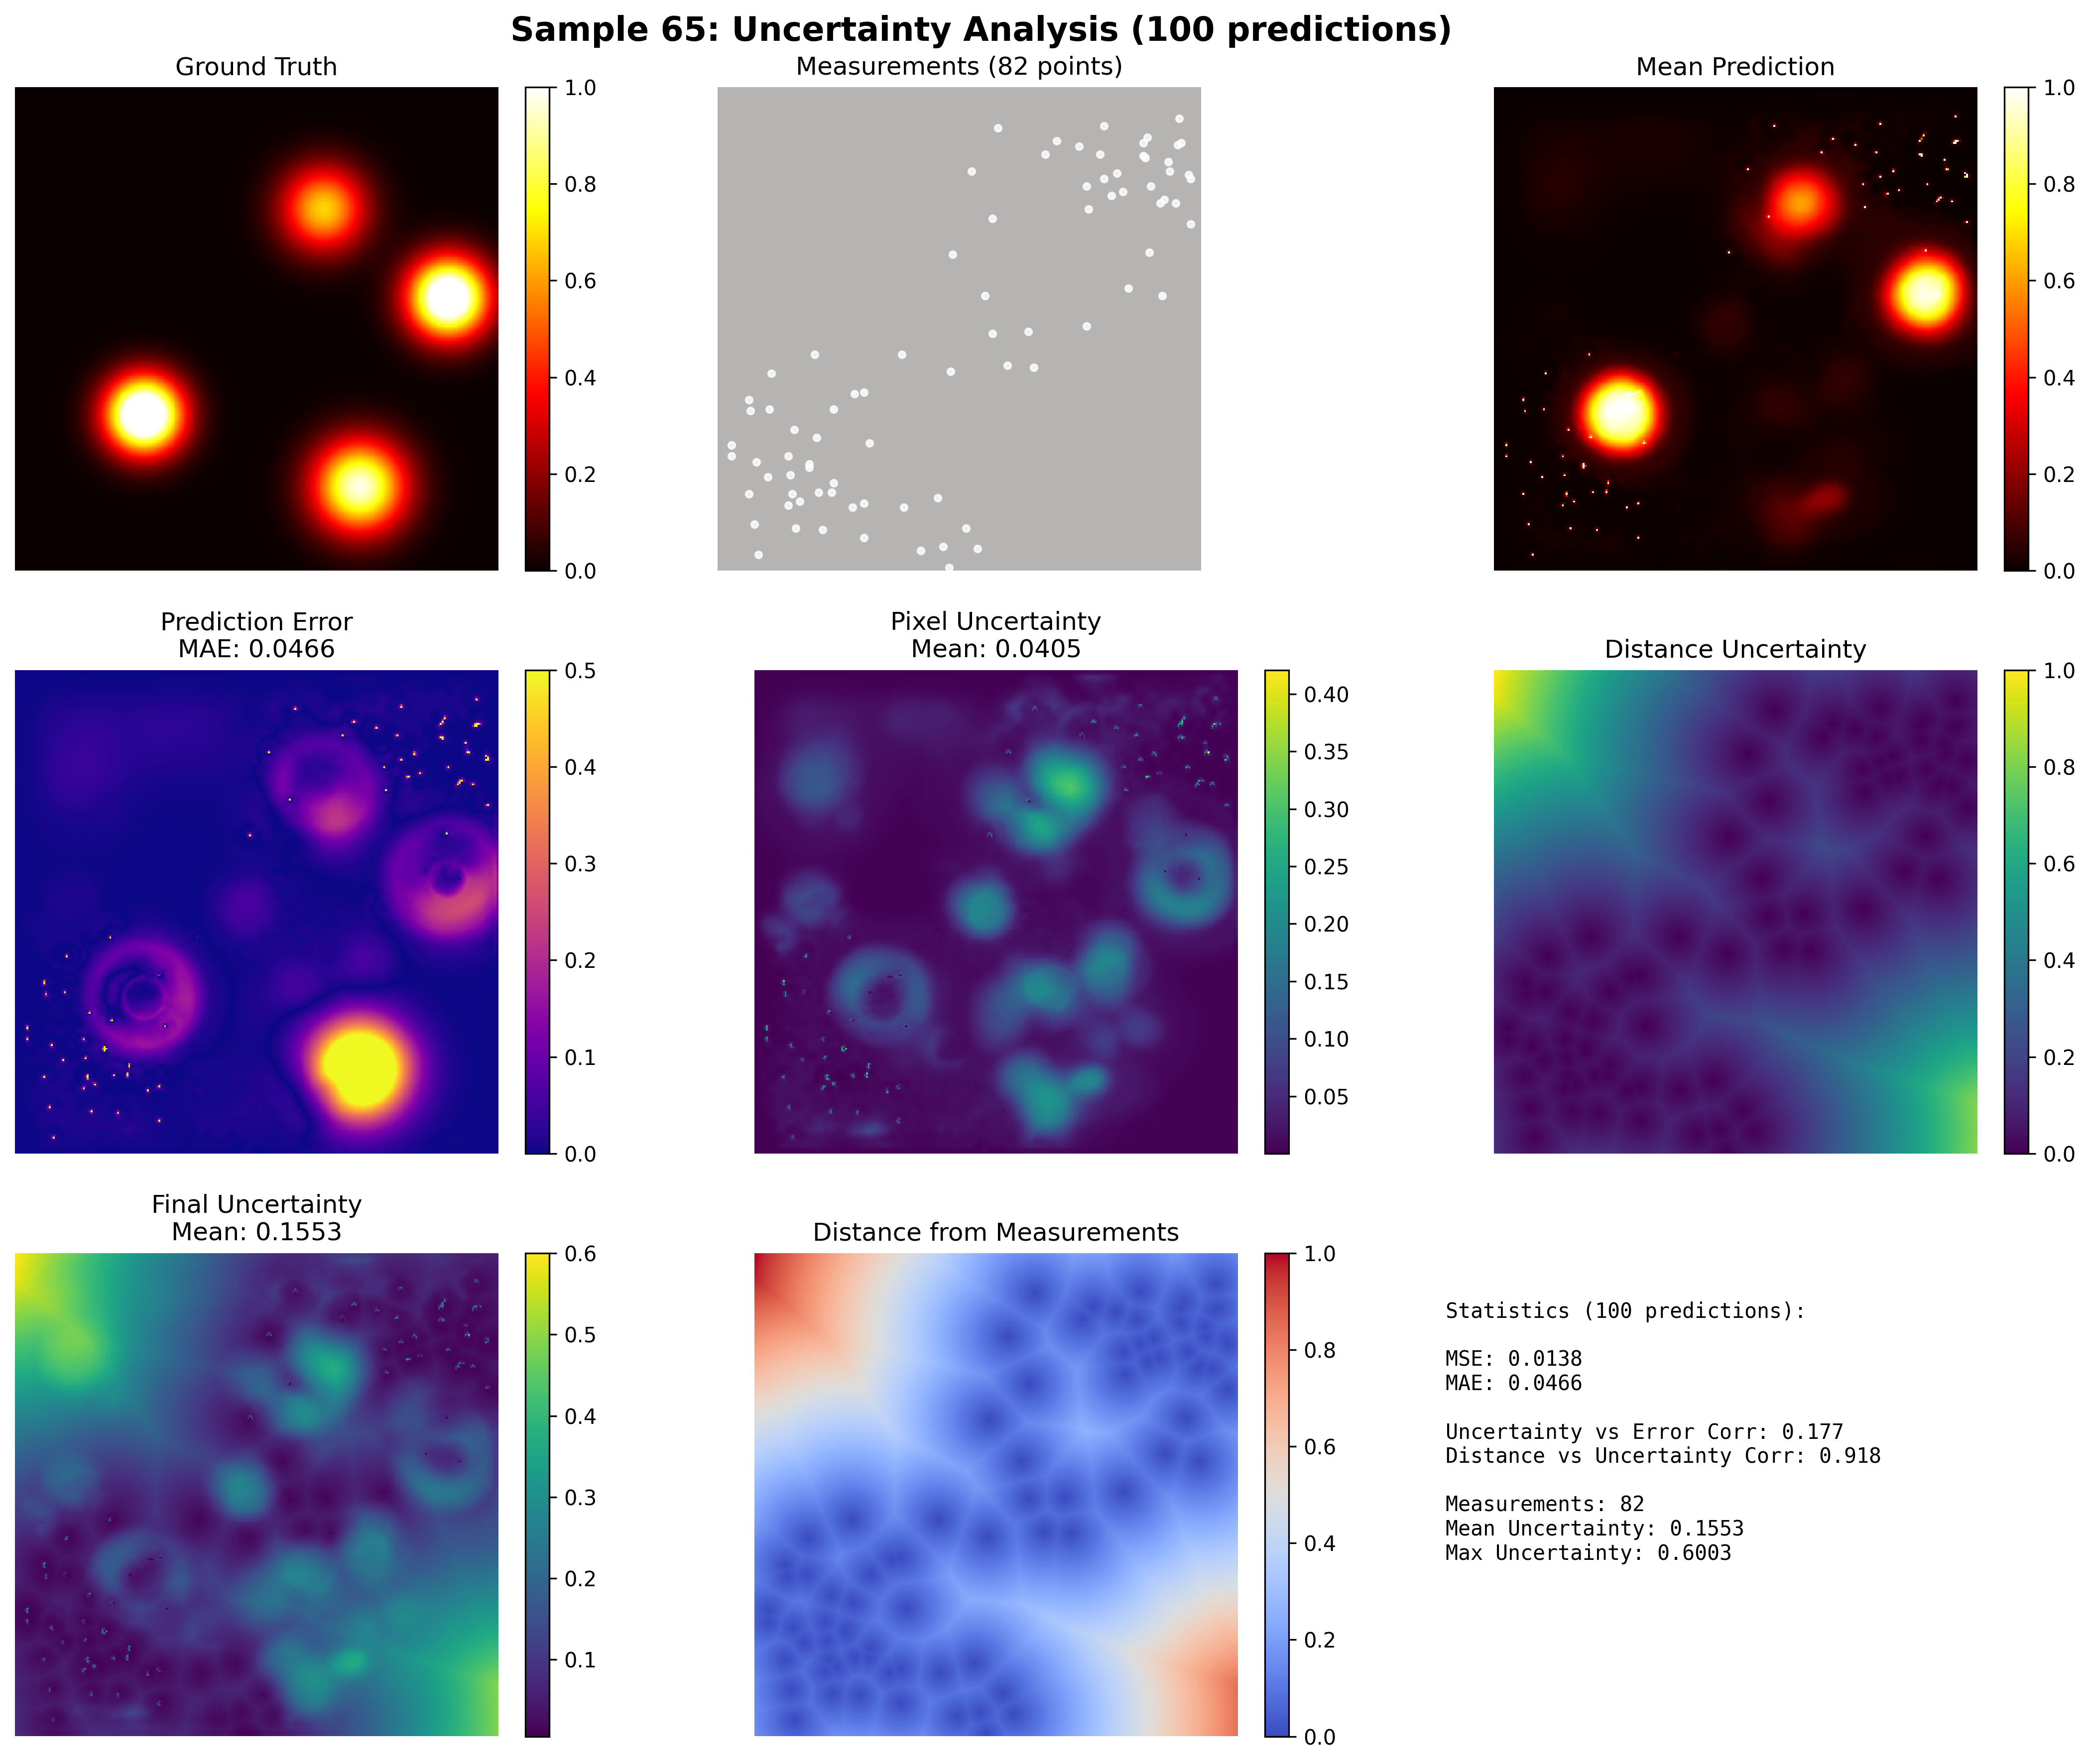 Sample 65: Uncertainty Analysis (100 predictions)
Ground Truth
1.0
0.8
0.6
0.4
0.2
0.0
Measurements (82 points)
Mean Prediction
1.0
0.8
0.6
0.4
0.2
0.0
Prediction Error
MAE: 0.0466
0.5
0.4
0.3
0.2
0.1
0.0
Pixel Uncertainty
Mean: 0.0405
0.40
0.35
0.30
0.25
0.20
0.15
0.10
0.05
Distance Uncertainty
1.0
0.8
0.6
0.4
0.2
0.0
Final Uncertainty
Mean: 0.1553
0.6
0.5
0.4
0.3
0.2
0.1
Distance from Measurements
1.0
0.8
0.6
0.4
0.2
0.0
Statistics (100 predictions):
MSE: 0.0138
MAE: 0.0466
Uncertainty vs Error Corr: 0.177
Distance vs Uncertainty Corr: 0.918
Measurements: 82
Mean Uncertainty: 0.1553
Max Uncertainty: 0.6003